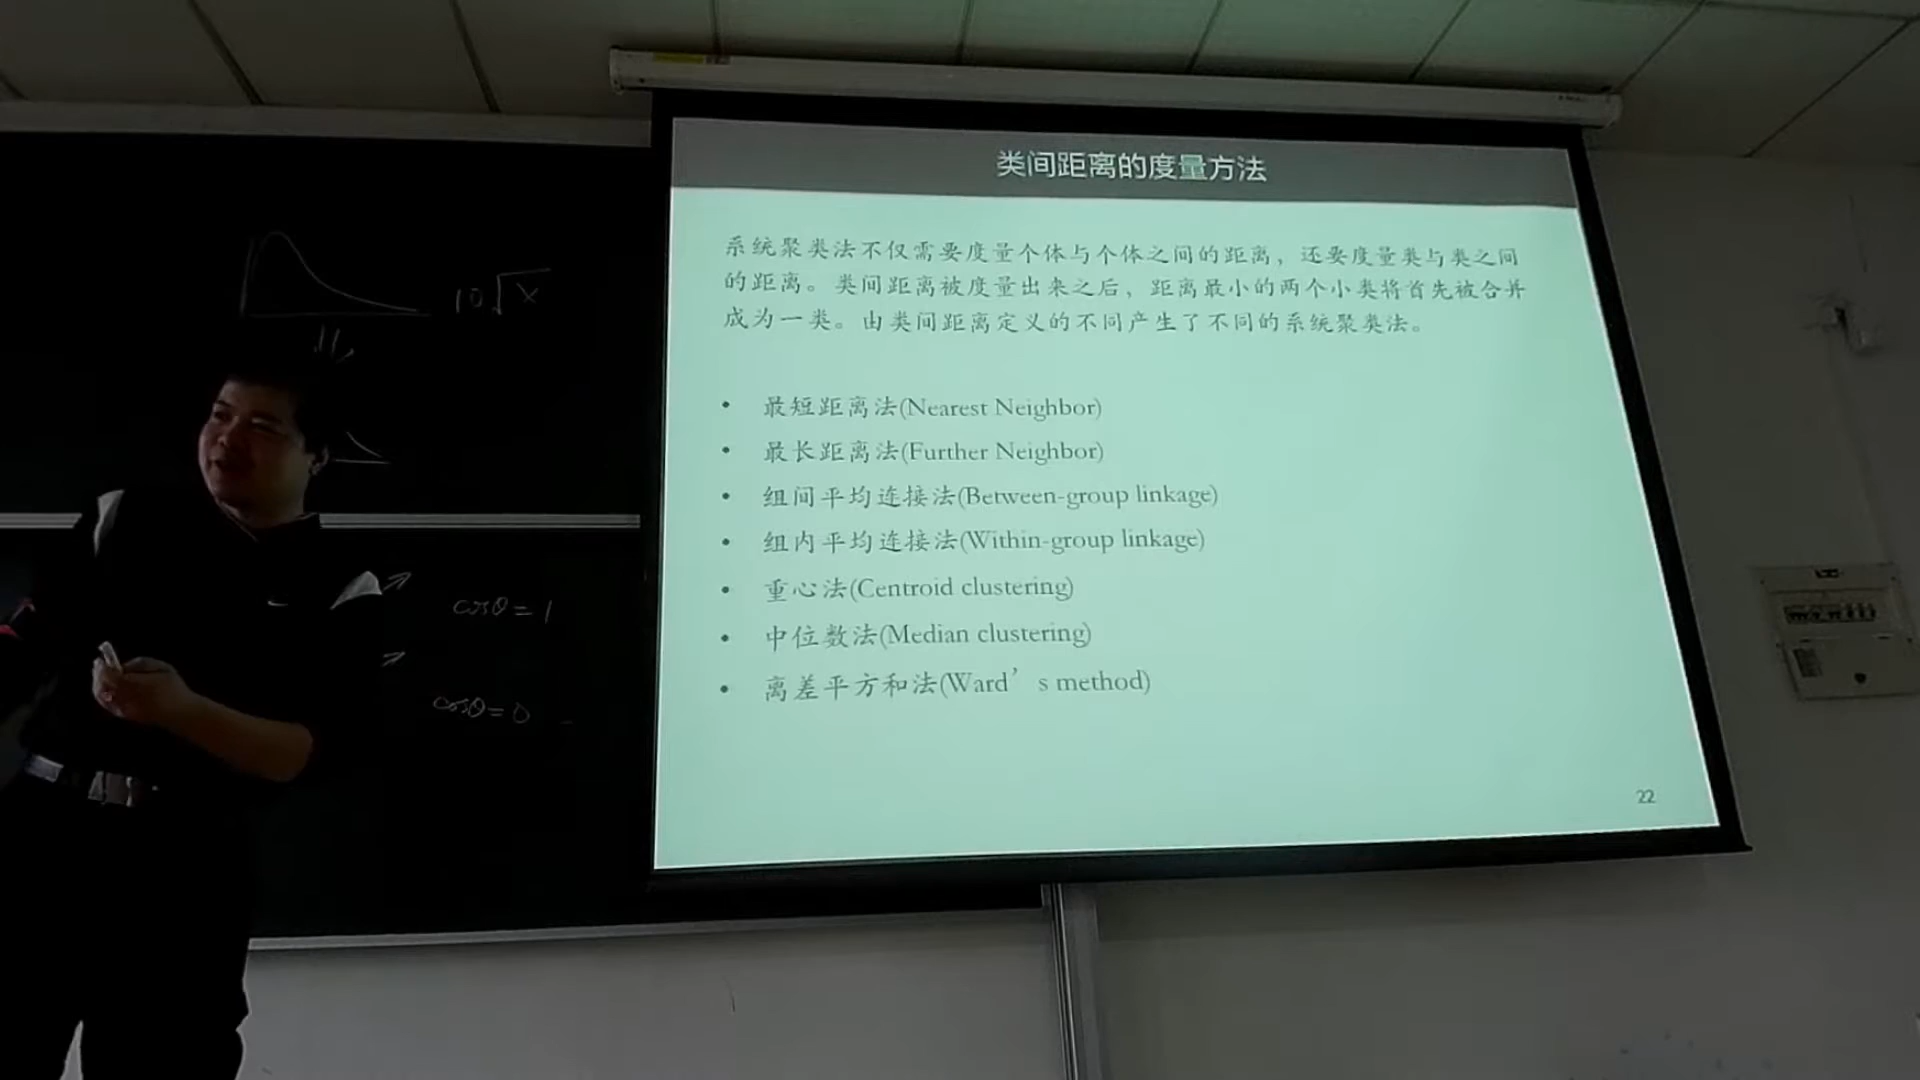 类间距离的度量方法
系统聚类法不仅需要度量个体与个体之间的距离，还要度量类与类之间
的距离。类间距离被度量出来之后，距离最小的两个小类将首先被合并
成为一类。由类间距离定义的不同产生了不同的系统聚类法。
• 最短距离法(Nearest Neighbor)
• 最长距离法(Further Neighbor)
• 组间平均连接法(Between-group linkage)
• 组内平均连接法(Within-group linkage)
• 重心法(Centroid clustering)
• 中位数法(Median clustering)
• 离差平方和法(Ward’s method)
22
10√x
cosθ=1
cosθ=0